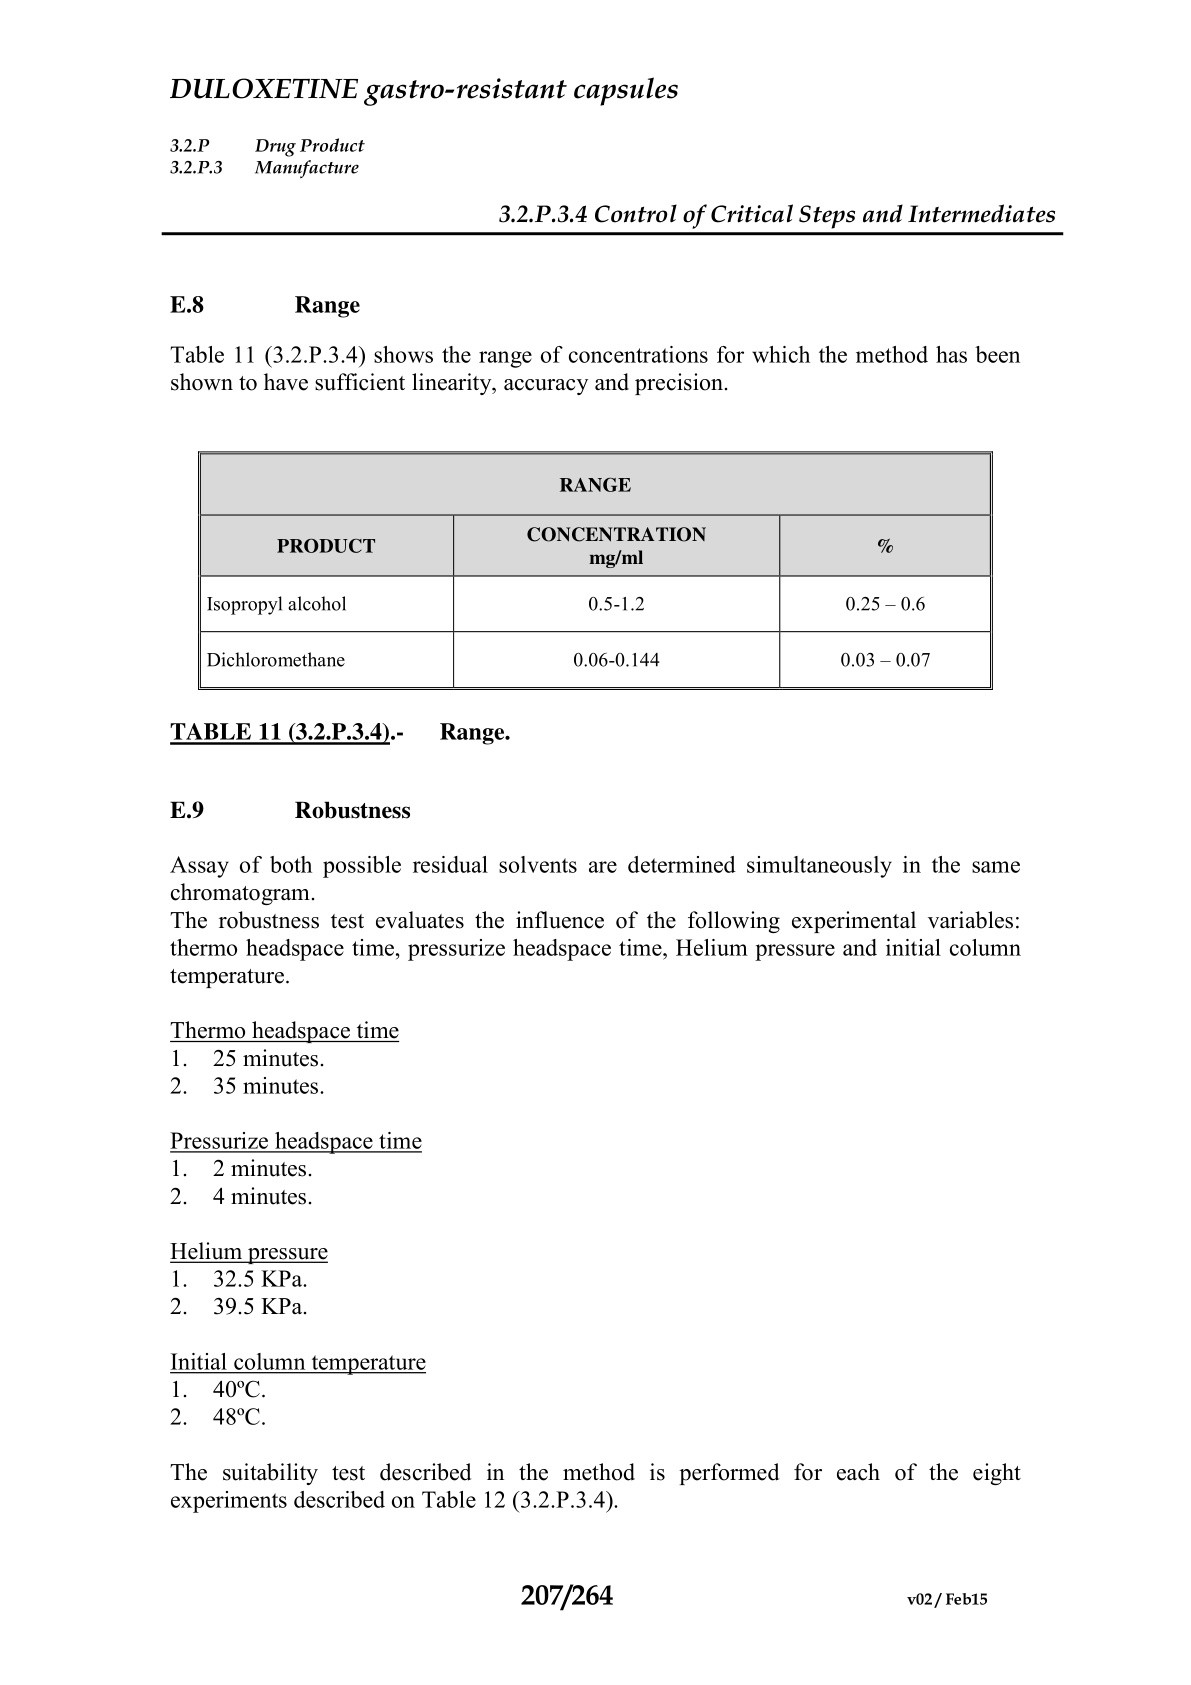 DULOXETINE gastro-resistant capsules
3.2.P Drug Product
3.2.P.3 Manufacture
3.2.P.3.4 Control of Critical Steps and Intermediates
E.8 Range
Table 11 (3.2.P.3.4) shows the range of concentrations for which the method has been
shown to have sufficient linearity, accuracy and precision.
RANGE
PRODUCT CONCENTRATION mg/ml %
Isopropyl alcohol 0.5-1.2 0.25 – 0.6
Dichloromethane 0.06-0.144 0.03 – 0.07
TABLE 11 (3.2.P.3.4).- Range.
E.9 Robustness
Assay of both possible residual solvents are determined simultaneously in the same
chromatogram.
The robustness test evaluates the influence of the following experimental variables:
thermo headspace time, pressurize headspace time, Helium pressure and initial column
temperature.
Thermo headspace time
1. 25 minutes.
2. 35 minutes.
Pressurize headspace time
1. 2 minutes.
2. 4 minutes.
Helium pressure
1. 32.5 KPa.
2. 39.5 KPa.
Initial column temperature
1. 40ºC.
2. 48ºC.
The suitability test described in the method is performed for each of the eight
experiments described on Table 12 (3.2.P.3.4).
207/264 v02 / Feb15